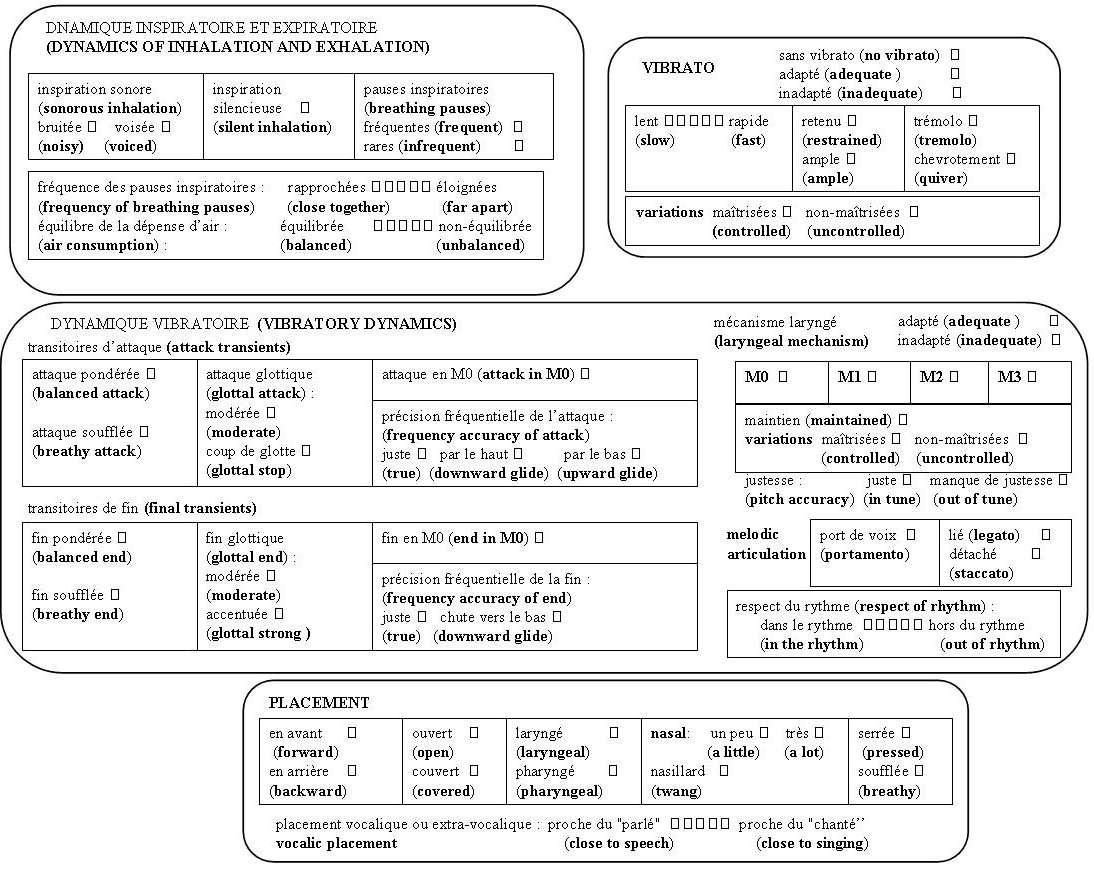 DNAMIQUE INSPIRATOIRE ET EXPIRATOIRE
(DYNAMICS OF INHALATION AND EXHALATION)
inspiration sonore
(sonorous inhalation)
bruitée □ voisée □
(noisy) (voiced)
inspiration
silencieuse □
(silent inhalation)
pauses inspiratoires
(breathing pauses)
fréquentes (frequent) □
rares (infrequent) □
fréquence des pauses inspiratoires : rapprochées □□□□□ éloignées
(frequency of breathing pauses) (close together) (far apart)
équilibre de la dépense d'air : équilibrée □□□□□ non-équilibrée
(air consumption) : (balanced) (unbalanced)
VIBRATO
sans vibrato (no vibrato) □
adapté (adequate ) □
inadapté (inadequate) □
lent □□□□□ rapide
(slow) (fast)
retenu □
(restrained)
ample □
(ample)
trémolo □
(tremolo)
chevrotement □
(quiver)
variations maîtrisées □ non-maîtrisées □
(controlled) (uncontrolled)
DYNAMIQUE VIBRATOIRE (VIBRATORY DYNAMICS)
transitoires d'attaque (attack transients)
attaque pondérée □
(balanced attack)
attaque soufflée □
(breathy attack)
attaque glottique
(glottal attack) :
modérée □
(moderate)
coup de glotte □
(glottal stop)
attaque en M0 (attack in M0) □
précision fréquentielle de l'attaque :
(frequency accuracy of attack)
juste □ par le haut □ par le bas □
(true) (downward glide) (upward glide)
transitoires de fin (final transients)
fin pondérée □
(balanced end)
fin soufflée □
(breathy end)
fin glottique
(glottal end) :
modérée □
(moderate)
accentuée □
(glottal strong )
fin en M0 (end in M0) □
précision fréquentielle de la fin :
(frequency accuracy of end)
juste □ chute vers le bas □
(true) (downward glide)
mécanisme laryngé
(laryngeal mechanism)
adapté (adequate ) □
inadapté (inadequate) □
M0 □ M1 □ M2 □ M3 □
maintien (maintained) □
variations maîtrisées □ non-maîtrisées □
(controlled) (uncontrolled)
justesse : juste □ manque de justesse □
(pitch accuracy) (in tune) (out of tune)
melodic
articulation
port de voix □
(portamento)
lié (legato) □
détaché □
(staccato)
respect du rythme (respect of rhythm) :
dans le rythme □□□□□ hors du rythme
(in the rhythm) (out of rhythm)
PLACEMENT
en avant □
(forward)
en arrière □
(backward)
ouvert □
(open)
couvert □
(covered)
laryngé □
(laryngeal)
pharyngé □
(pharyngeal)
nasal: un peu □ très □
(a little) (a lot)
nasillard □
(twang)
serrée □
(pressed)
soufflée □
(breathy)
placement vocalique ou extra-vocalique : proche du "parlé" □□□□□ proche du "chanté’’
vocalic placement (close to speech) (close to singing)